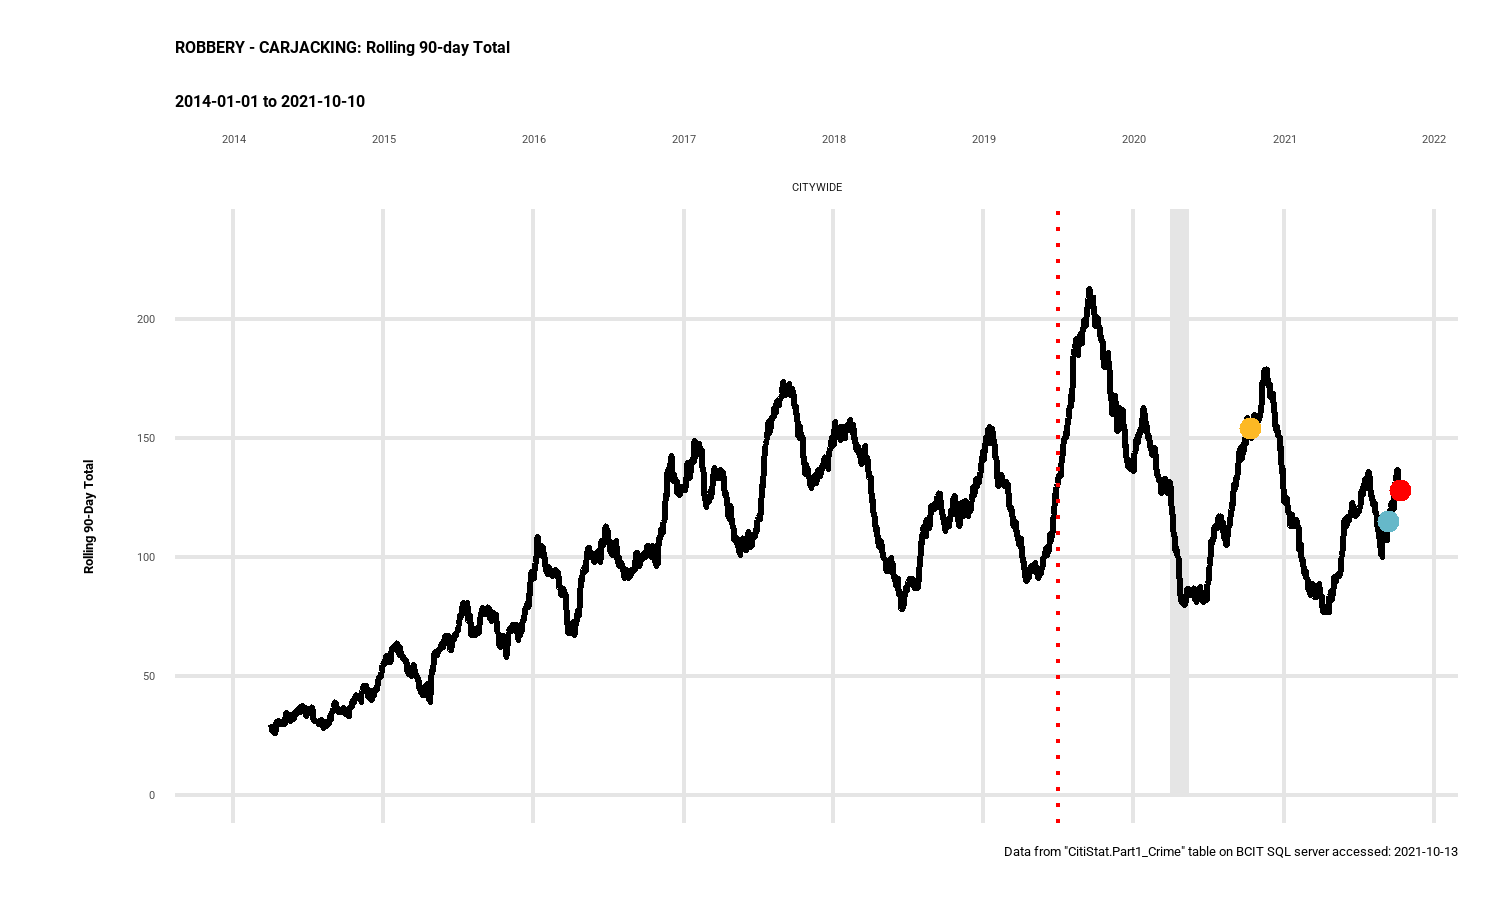 ROBBERY - CARJACKING: Rolling 90-day Total
2014-01-01 to 2021-10-10
2014 2015 2016 2017 2018 2019 2020 2021 2022
CITYWIDE
200
150
100
50
0
Rolling 90-Day Total
Data from "CitiStat.Part1_Crime" table on BCIT SQL server accessed: 2021-10-13